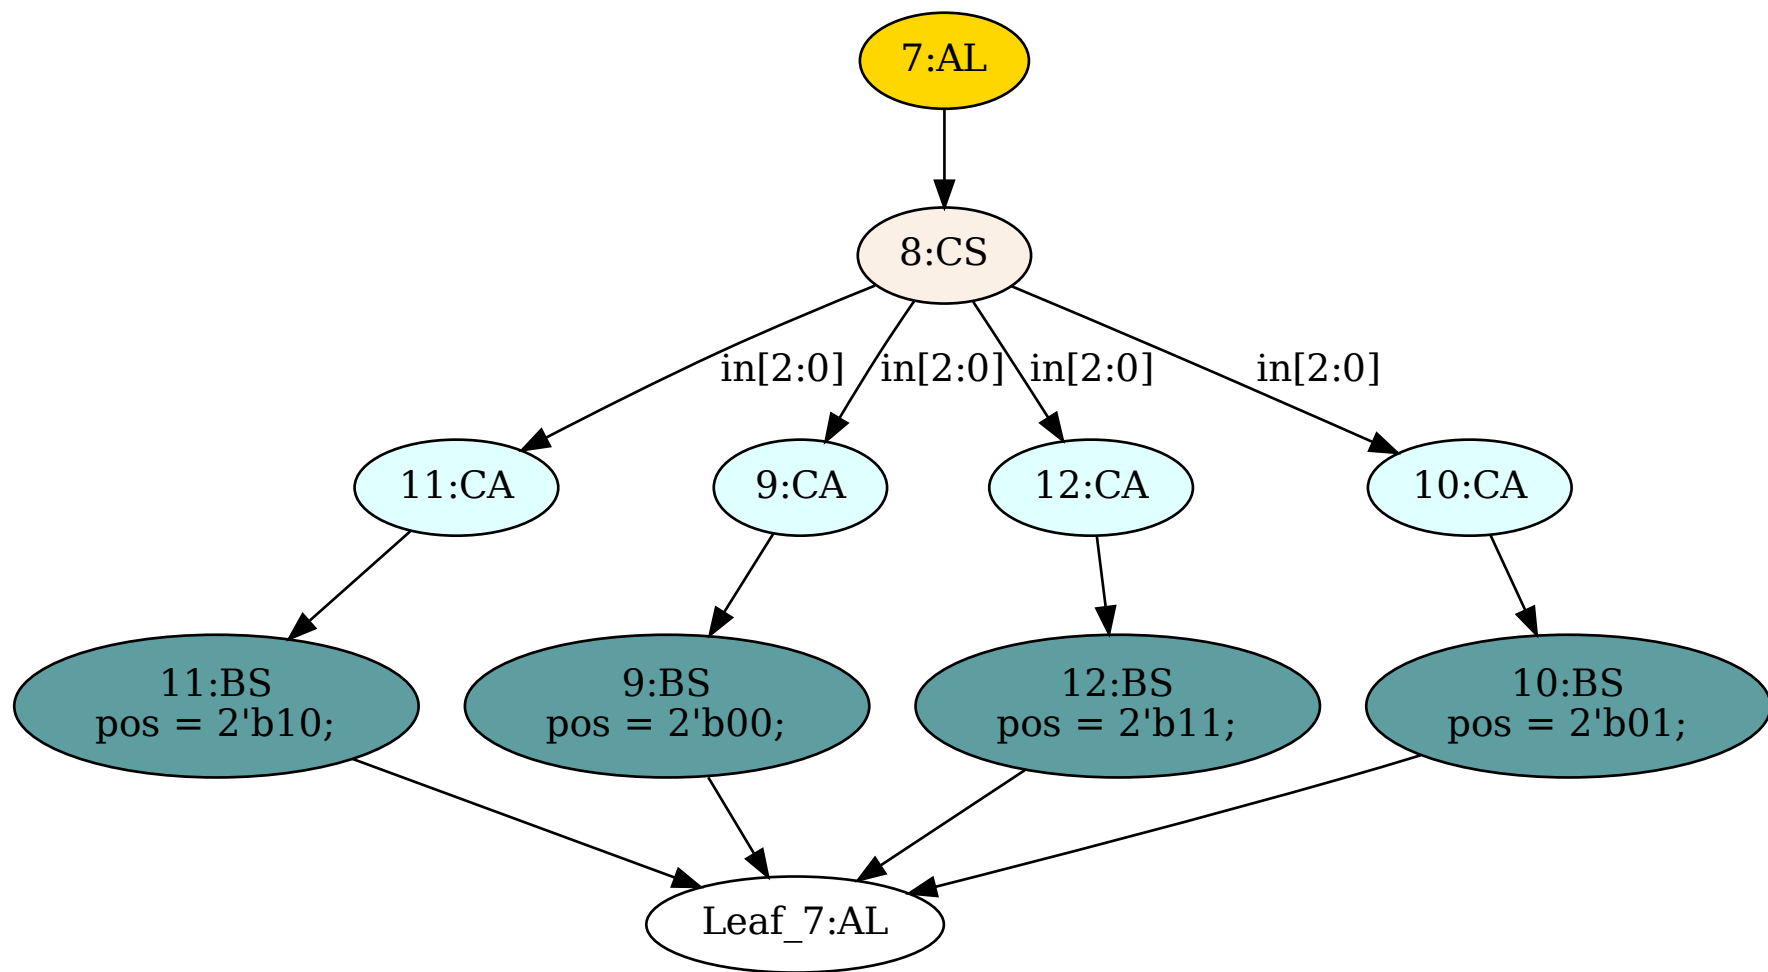 7:AL
8:CS
in[2:0]
in[2:0]
in[2:0]
in[2:0]
11:CA
9:CA
12:CA
10:CA
11:BS
pos = 2'b10;
9:BS
pos = 2'b00;
12:BS
pos = 2'b11;
10:BS
pos = 2'b01;
Leaf_7:AL